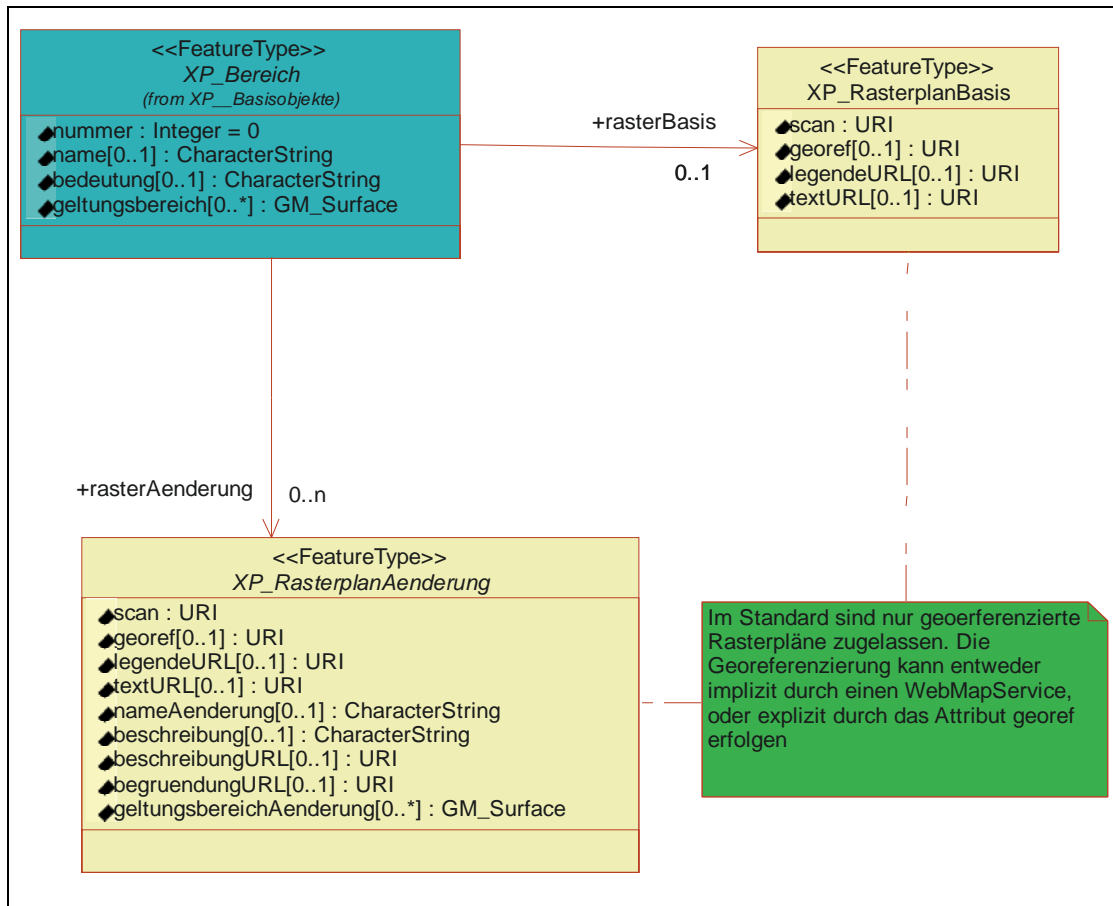 <<FeatureType>>
XP_Bereich
(from XP__Basisobjekte)
nummer : Integer = 0
name[0..1] : CharacterString
bedeutung[0..1] : CharacterString
geltungsbereich[0..*] : GM_Surface
+rasterBasis
0..1
<<FeatureType>>
XP_RasterplanBasis
scan : URI
georef[0..1] : URI
legendeURL[0..1] : URI
textURL[0..1] : URI
+rasterAenderung
0..n
<<FeatureType>>
XP_RasterplanAenderung
scan : URI
georef[0..1] : URI
legendeURL[0..1] : URI
textURL[0..1] : URI
nameAenderung[0..1] : CharacterString
beschreibung[0..1] : CharacterString
beschreibungURL[0..1] : URI
begruendungURL[0..1] : URI
geltungsbereichAenderung[0..*] : GM_Surface
Im Standard sind nur georferenzierte
Rasterpläne zugelassen. Die
Georeferenzierung kann entweder
implizit durch einen WebMapService,
oder explizit durch das Attribut georef
erfolgen